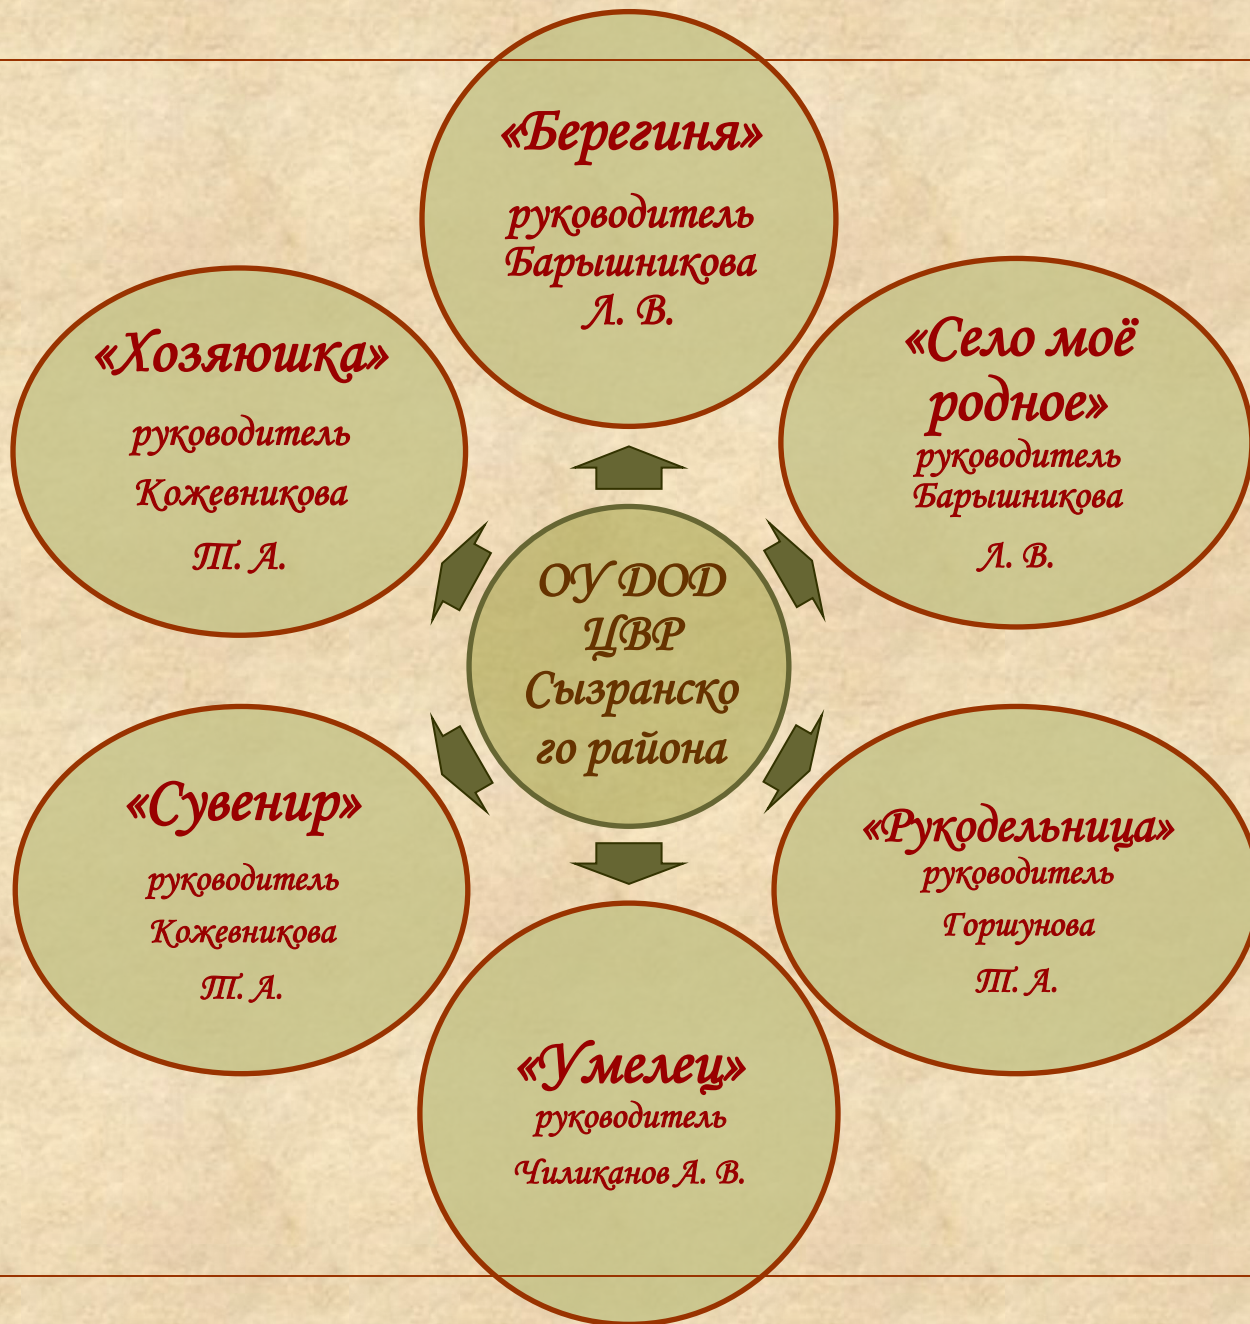 «Берегиня»
руководитель
Барышникова
Л. В.
«Хозяюшка»
руководитель
Кожевникова
Т. А.
«Село моё
родное»
руководитель
Барышникова
Л. В.
ОУ DOD
ЦВР
Сызранско
го района
«Сувенир»
руководитель
Кожевникова
Т. А.
«Рукодельница»
руководитель
Горшунова
Т. А.
«Умелец»
руководитель
Чиликанов А. В.